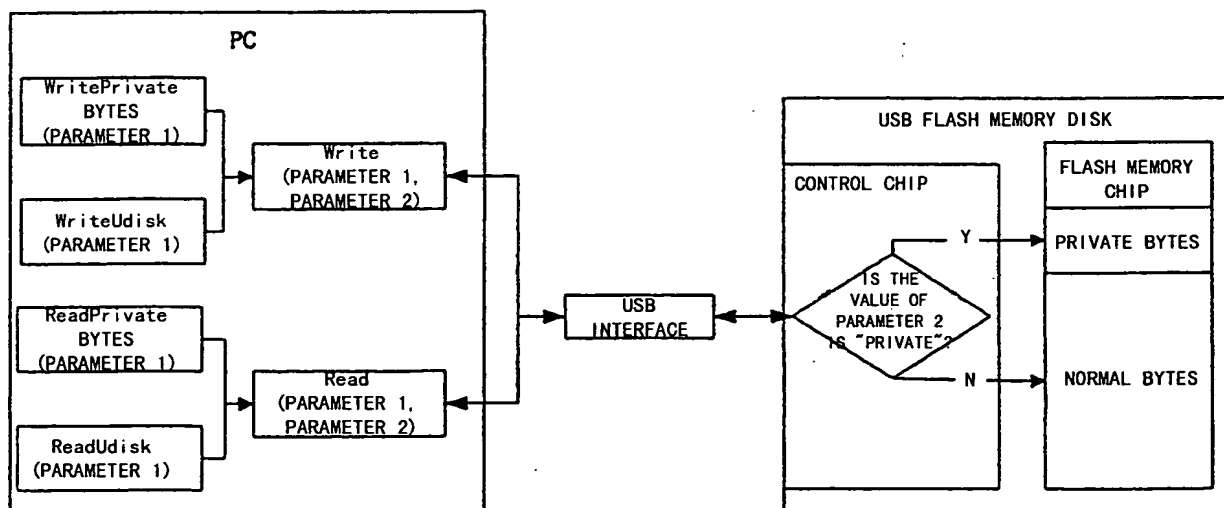 PC
WritePrivate
BYTES
(PARAMETER 1)
WriteUdisk
(PARAMETER 1)
Write
(PARAMETER 1,
PARAMETER 2)
ReadPrivate
BYTES
(PARAMETER 1)
ReadUdisk
(PARAMETER 1)
Read
(PARAMETER 1,
PARAMETER 2)
USB
INTERFACE
USB FLASH MEMORY DISK
CONTROL CHIP
IS THE
VALUE OF
PARAMETER 2
IS "PRIVATE"?
Y
N
FLASH MEMORY
CHIP
PRIVATE BYTES
NORMAL BYTES